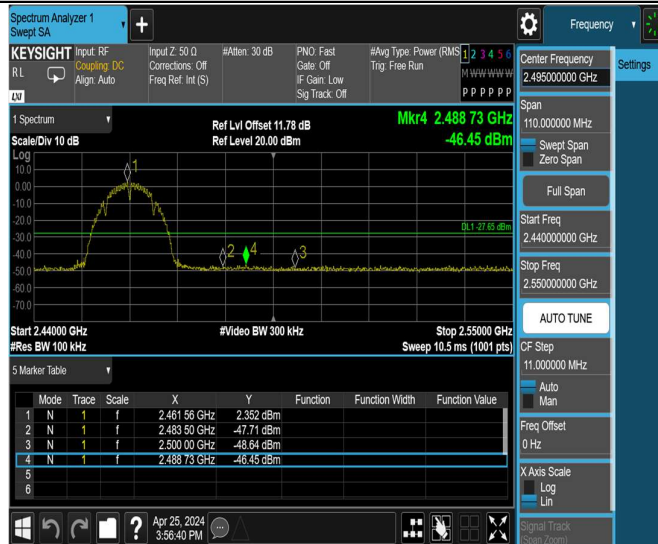 Spectrum Analyzer 1
Swept SA
+
Frequency
KEYSIGHT
RL
LXI
Input: RF
Coupling: DC
Align: Auto
Input Z: 50 Ω
Corrections: Off
Freq Ref: Int (S)
#Atten: 30 dB
PNO: Fast
Gate: Off
IF Gain: Low
Sig Track: Off
#Avg Type: Power (RMS
Trig: Free Run
1 2 3 4 5 6
M W W W W W
P P P P P P
1 Spectrum
Scale/Div 10 dB
Ref Lvl Offset 11.78 dB
Ref Level 20.00 dBm
Mkr4 2.488 73 GHz
-46.45 dBm
Log
10.0
0.00
-10.0
-20.0
-30.0
-40.0
-50.0
-60.0
-70.0
1
2
4
3
DL1 -27.65 dBm
Start 2.44000 GHz
#Res BW 100 kHz
#Video BW 300 kHz
Stop 2.55000 GHz
Sweep 10.5 ms (1001 pts)
5 Marker Table
Mode Trace Scale X Y Function Function Width Function Value
1 N 1 f 2.461 56 GHz 2.352 dBm
2 N 1 f 2.483 50 GHz -47.71 dBm
3 N 1 f 2.500 00 GHz -48.64 dBm
4 N 1 f 2.488 73 GHz -46.45 dBm
5
6
?
Apr 25, 2024
3:56:40 PM
Center Frequency
2.495000000 GHz
Settings
Span
110.000000 MHz
Swept Span
Zero Span
Full Span
Start Freq
2.440000000 GHz
Stop Freq
2.550000000 GHz
AUTO TUNE
CF Step
11.000000 MHz
Auto
Man
Freq Offset
0 Hz
X Axis Scale
Log
Lin
Signal Track
(Span Zoom)